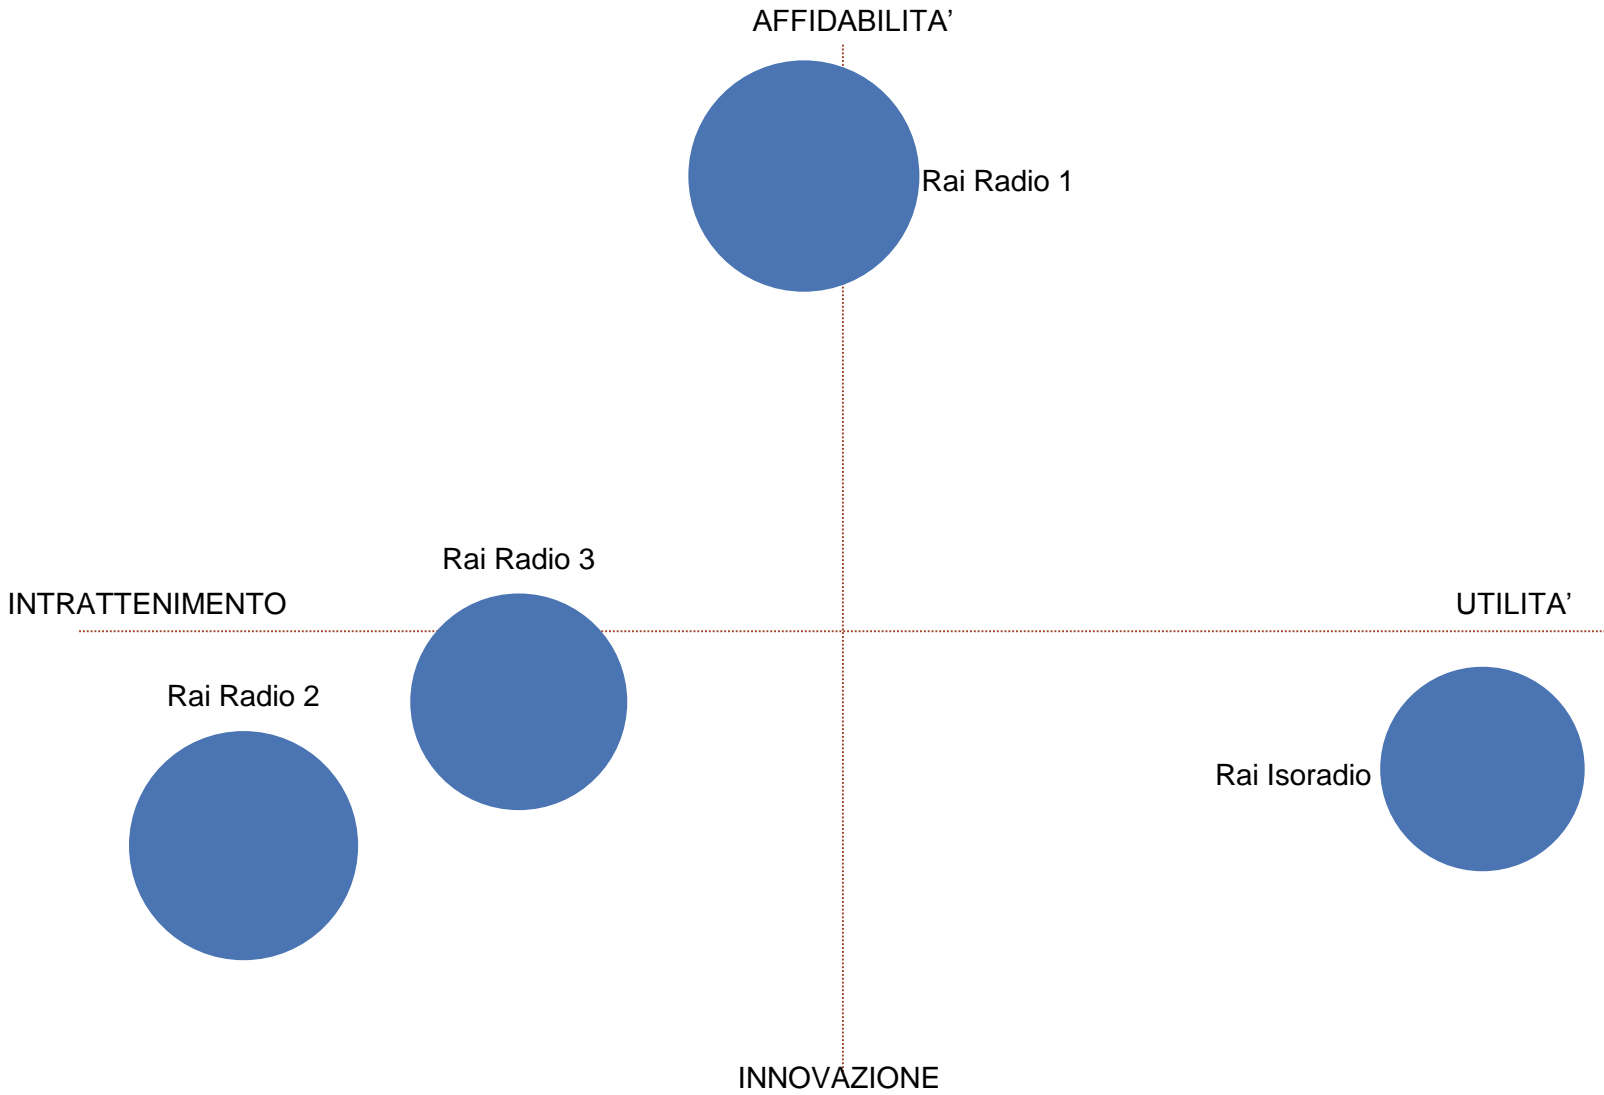 AFFIDABILITA’
Rai Radio 1
Rai Radio 3
INTRATTENIMENTO
UTILITA’
Rai Radio 2
Rai Isoradio
INNOVAZIONE